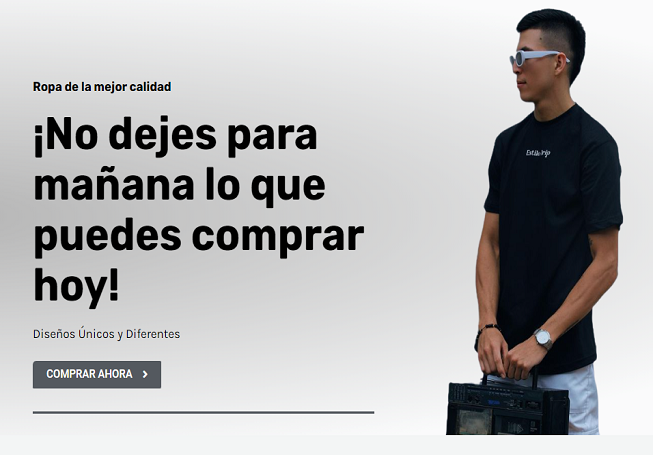 Ropa de la mejor calidad
¡No dejes para
mañana lo que
puedes comprar
hoy!
Diseños Únicos y Diferentes
COMPRAR AHORA